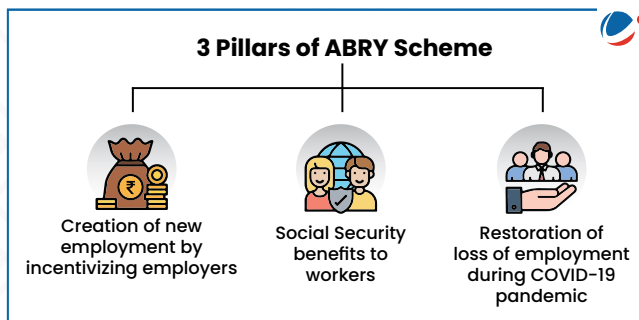 3 Pillars of ABRY Scheme
₹
Creation of new
employment by
incentivizing employers
Social Security
benefits to
workers
Restoration of
loss of employment
during COVID-19
pandemic